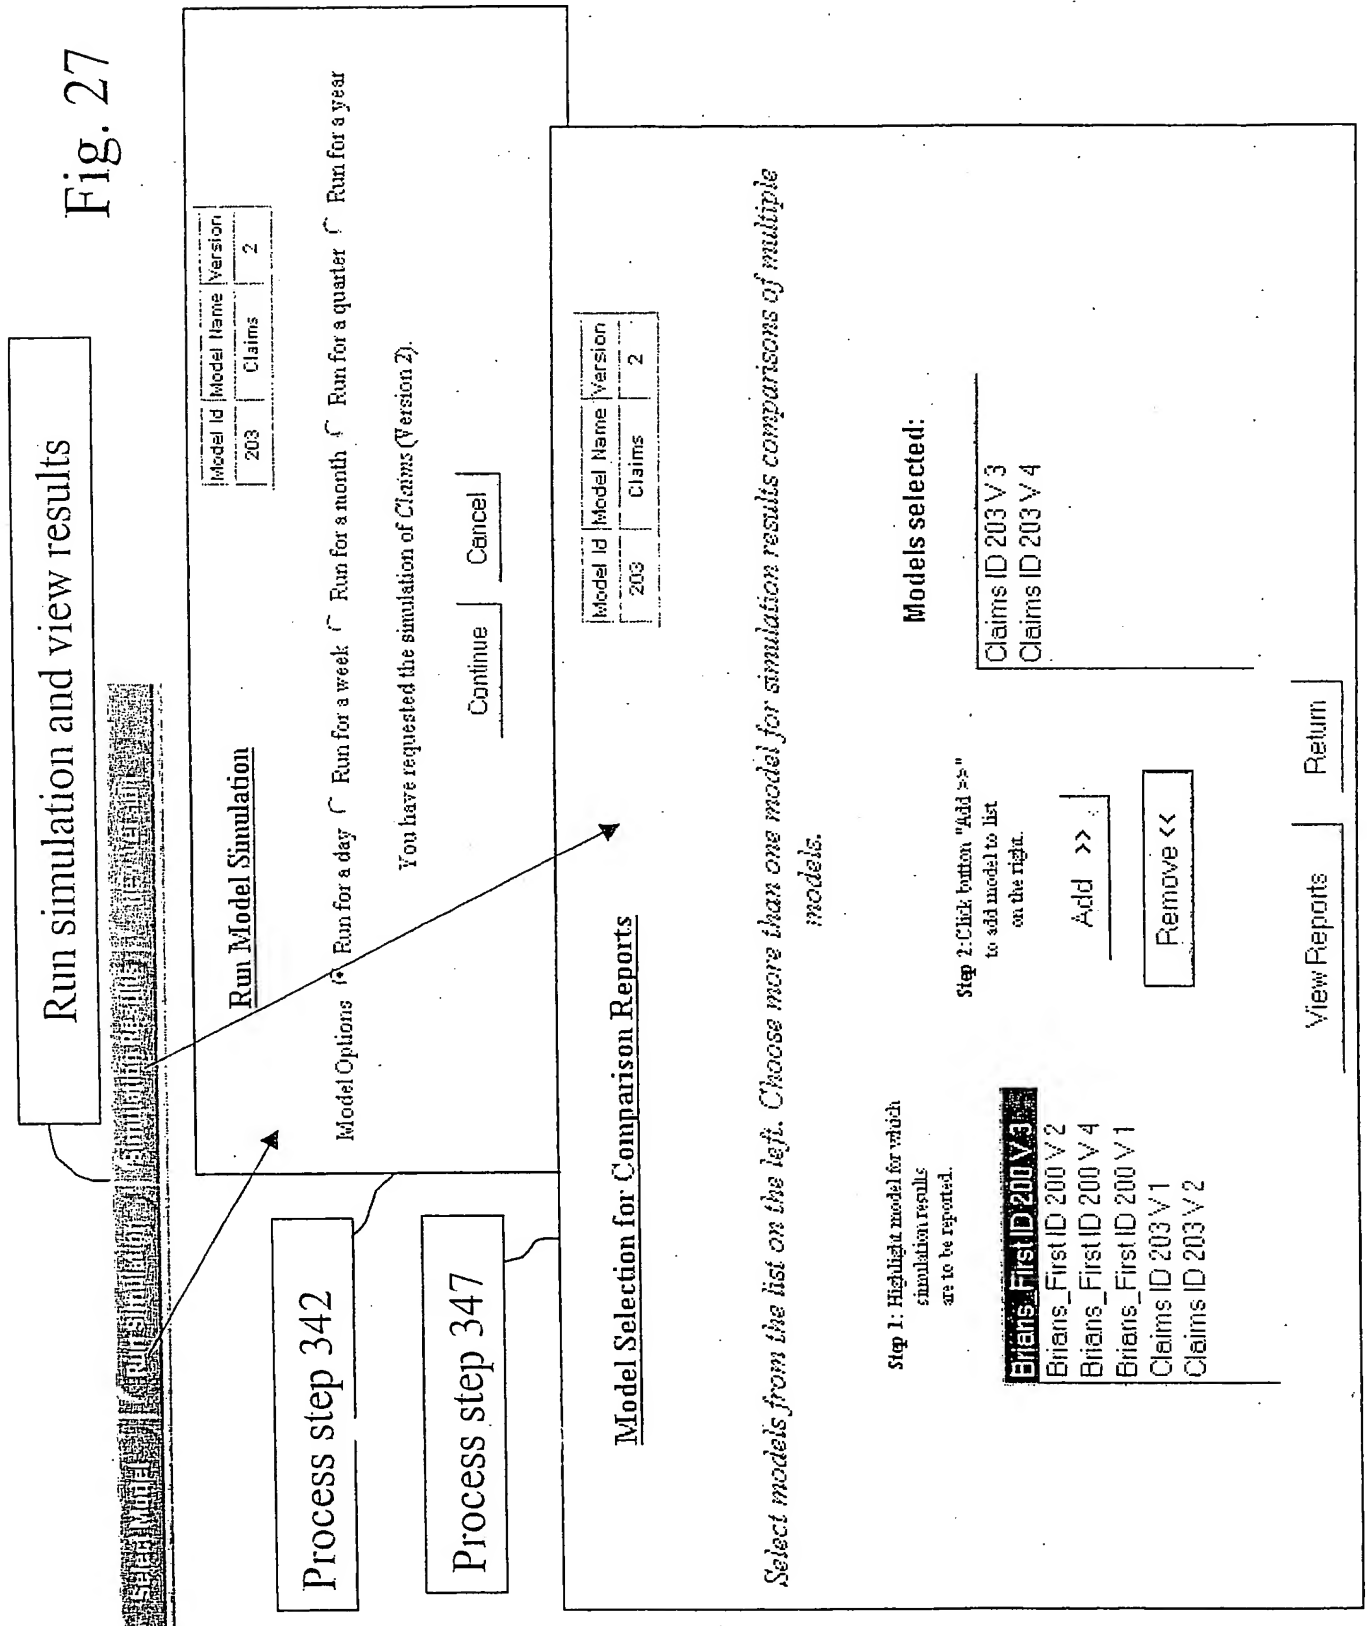 Fig. 27
Run simulation and view results
Select Model | Run Simulation |
Run Model Simulation
Model Id Model Name Version
203 Claims 2
Model Options Run for a day Run for a week Run for a month Run for a quarter Run for a year
You have requested the simulation of Claims (Version 2).
Continue Cancel
Process step 342
Process step 347
Model Selection for Comparison Reports
Model Id Model Name Version
203 Claims 2
Select models from the list on the left. Choose more than one model for simulation results comparisons of multiple
models.
Step 1: Highlight model for which
simulation results
are to be reported.
Brians_First ID 200 V 3
Brians_First ID 200 V 2
Brians_First ID 200 V 4
Brians_First ID 200 V 1
Claims ID 203 V 1
Claims ID 203 V 2
Step 2:Click button "Add >>"
to add model to list
on the right.
Add >>
Remove <<
Models selected:
Claims ID 203 V 3
Claims ID 203 V 4
View Reports Return